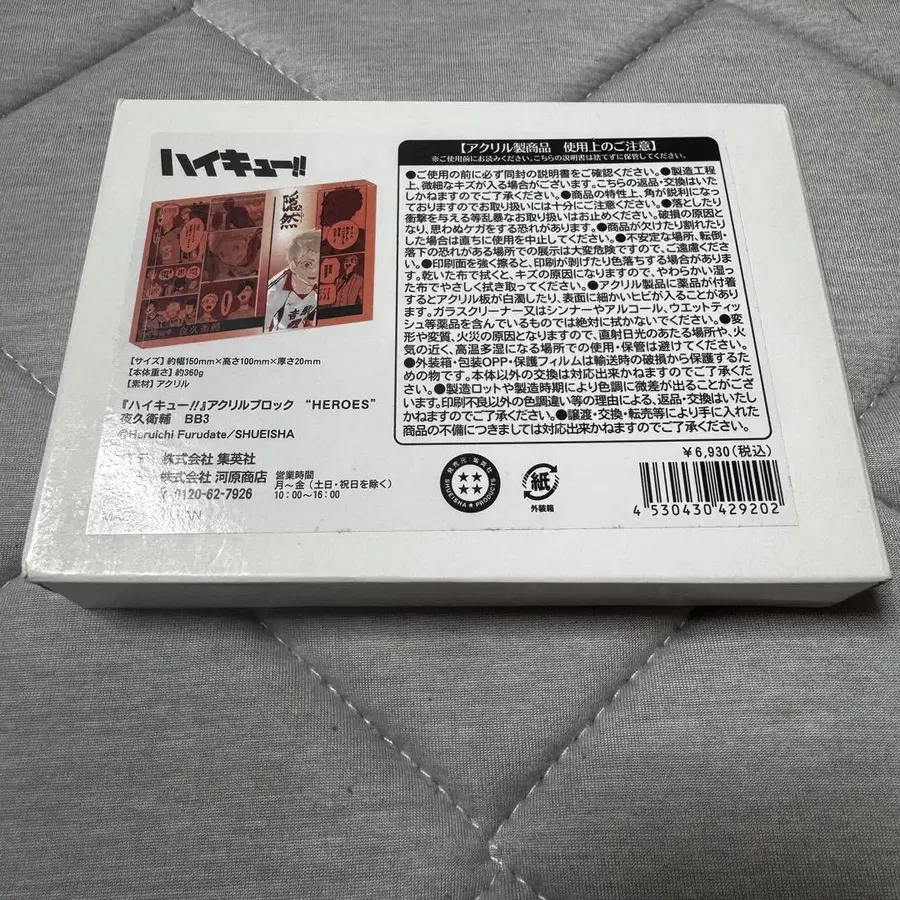 ハイキュー!!
隠然
夜久衛輔
【サイズ】約幅150mm×高さ100mm×厚さ20mm
【本体重さ】約360g
【素材】アクリル
『ハイキュー!!』アクリルブロック “HEROES”
夜久衛輔 BB3
©Haruichi Furudate/SHUEISHA
株式会社 集英社
株式会社 河原商店
0120-62-7926
営業時間
月〜金（土日・祝日を除く）
10:00〜16:00
【アクリル製商品 使用上のご注意】
※ご使用前にお読みください。こちらの説明書は捨てずに保管してください。
●ご使用の前に必ず同封の説明書をご確認ください。●製造工程
上、微細なキズが入る場合がございます。こちらの返品・交換はいた
しかねますのでご了承ください。●商品の特性上、角が鋭利になっ
ておりますのでお取り扱いには十分にご注意ください。●落としたり
衝撃を与える等乱暴なお取り扱いはお止めください。破損の原因と
なり、思わぬケガをする恐れがあります。●商品が欠けたり割れたり
した場合は直ちに使用を中止してください。●不安定な場所、転倒・
落下の恐れがある場所での展示は大変危険ですので、ご遠慮くださ
い。●印刷面を強く擦ると、印刷が剥げたり色落ちする場合がありま
す。乾いた布で拭くと、キズの原因になりますので、やわらかい湿っ
た布でやさしく拭き取ってください。●アクリル製品に薬品が付着
するとアクリル板が白濁したり、表面に細かいヒビが入ることがあり
ます。ガラスクリーナー又はシンナーやアルコール、ウエットティッ
シュ等薬品を含んでいるものでは絶対に拭かないでください。●変
形や変質、火災の原因となりますので、直射日光のあたる場所や、火
気の近く、高温多湿になる場所での使用・保管は避けてください。
●外装箱・包装OPP・保護フィルムは輸送時の破損から保護するた
めの物です。本体以外の交換は対応出来かねますのでご了承くださ
い。●製造ロットや製造時期により色調に微差が出ることがござい
ます。印刷不良以外の色調違い等の理由による、返品・交換はいたし
かねますのでご了承ください。●譲渡・交換・転売等により手に入れた
商品の不備につきましては対応出来かねますのでご了承ください。
¥6,930(税込)
発売元:集英社
SHUEISHA★PRODUCTS
紙
外装箱
4 530430 429202